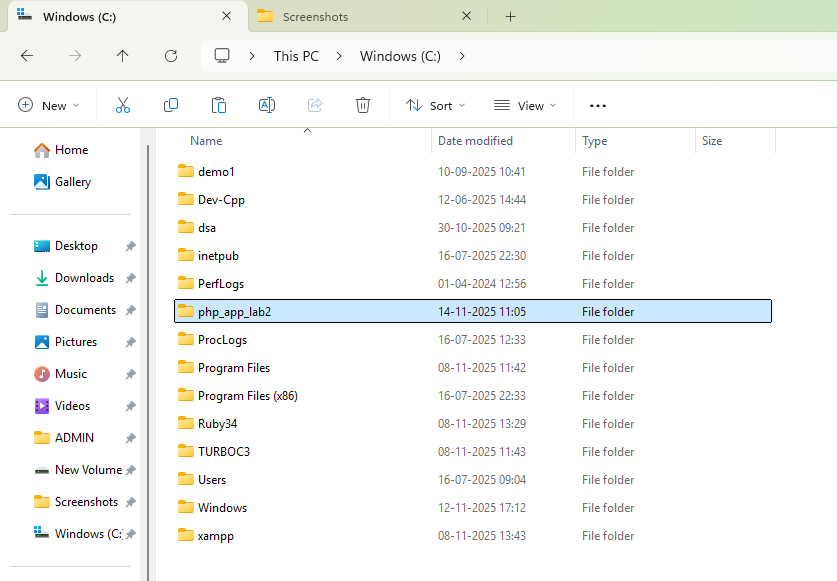 Windows (C:)
Screenshots
This PC
Windows (C:)
New
Sort
View
Name
Date modified
Type
Size
Home
Gallery
Desktop
Downloads
Documents
Pictures
Music
Videos
ADMIN
New Volume
Screenshots
Windows (C:
demo1 10-09-2025 10:41 File folder
Dev-Cpp 12-06-2025 14:44 File folder
dsa 30-10-2025 09:21 File folder
inetpub 16-07-2025 22:30 File folder
PerfLogs 01-04-2024 12:56 File folder
php_app_lab2 14-11-2025 11:05 File folder
ProcLogs 16-07-2025 12:33 File folder
Program Files 08-11-2025 11:42 File folder
Program Files (x86) 16-07-2025 22:33 File folder
Ruby34 08-11-2025 13:29 File folder
TURBOC3 08-11-2025 11:43 File folder
Users 16-07-2025 09:04 File folder
Windows 12-11-2025 17:12 File folder
xampp 08-11-2025 13:43 File folder